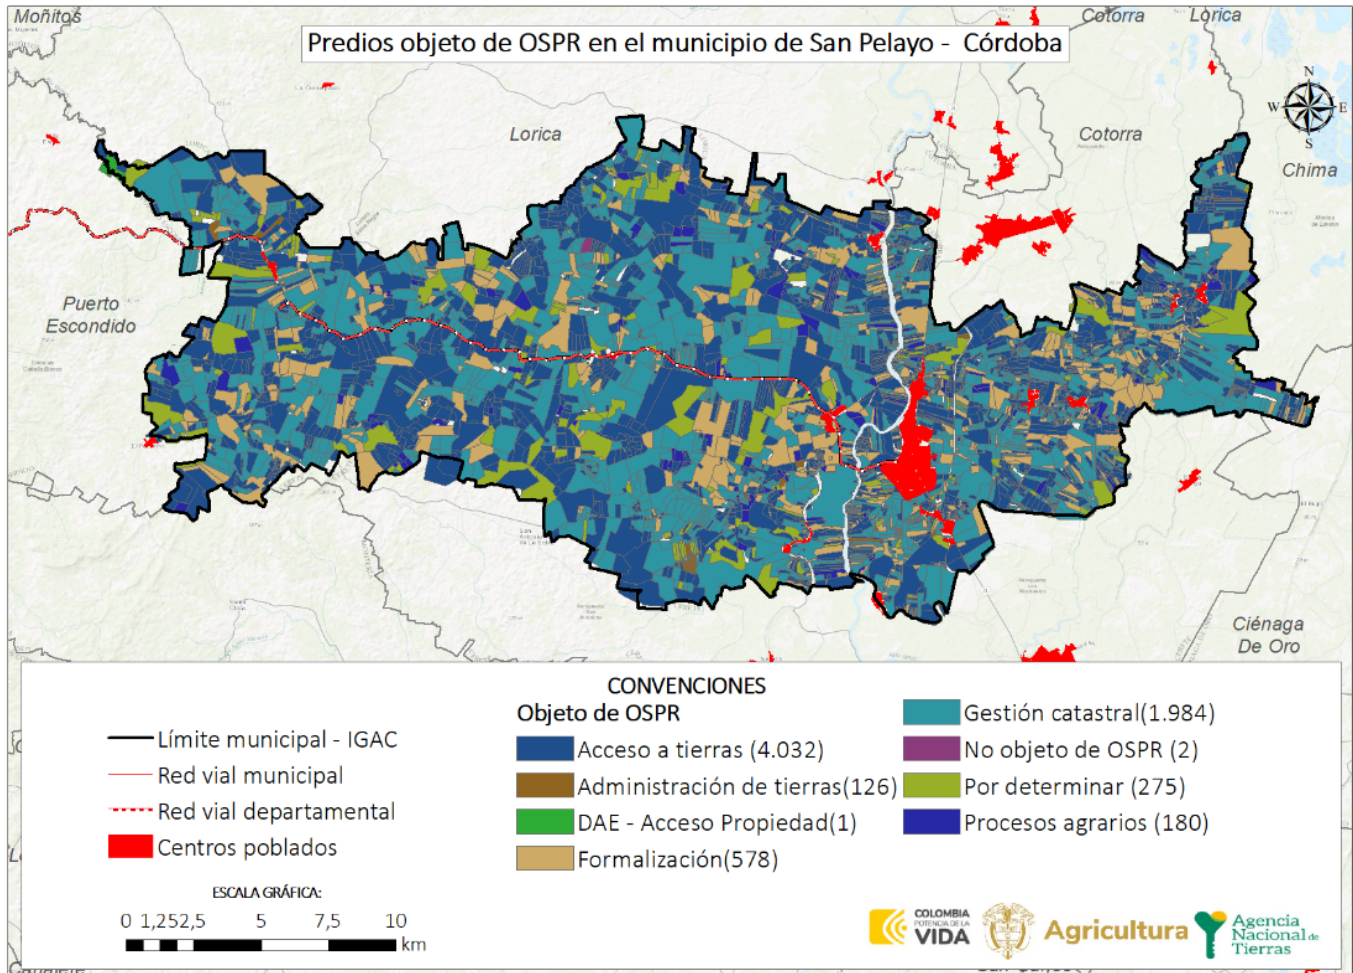 Moñitos
Cotorra
Lorica
Predios objeto de OSPR en el municipio de San Pelayo - Córdoba
N
W
E
S
Lorica
Cotorra
Chima
Puerto
Escondido
Ciénaga
De Oro
CONVENCIONES
Objeto de OSPR
Límite municipal - IGAC
Red vial municipal
Red vial departamental
Centros poblados
Acceso a tierras (4.032)
Administración de tierras(126)
DAE - Acceso Propiedad(1)
Formalización(578)
Gestión catastral(1.984)
No objeto de OSPR (2)
Por determinar (275)
Procesos agrarios (180)
ESCALA GRÁFICA:
0 1,252,5 5 7,5 10
km
COLOMBIA
POTENCIA DE LA
VIDA
Agricultura
Agencia
Nacional de
Tierras